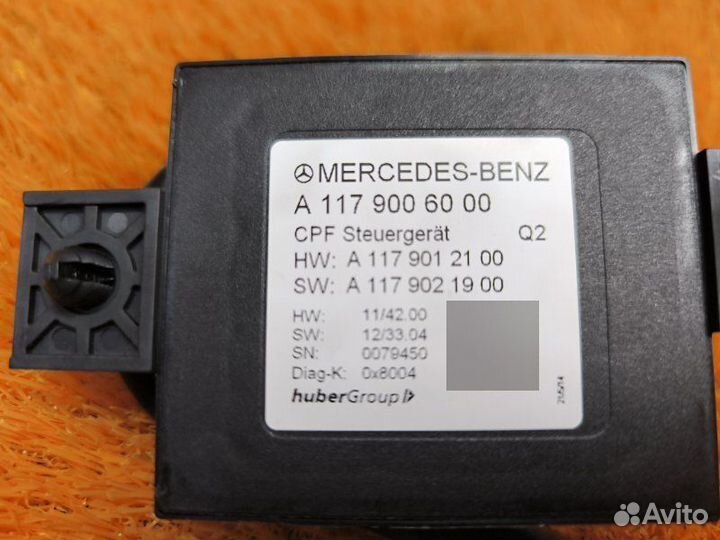 MERCEDES-BENZ
A 117 900 60 00
CPF Steuergerät Q2
HW: A 117 901 21 00
SW: A 117 902 19 00
HW: 11/42.00
SW: 12/33.04
SN: 0079450
Diag-K: 0x8004
huberGroup
Avito